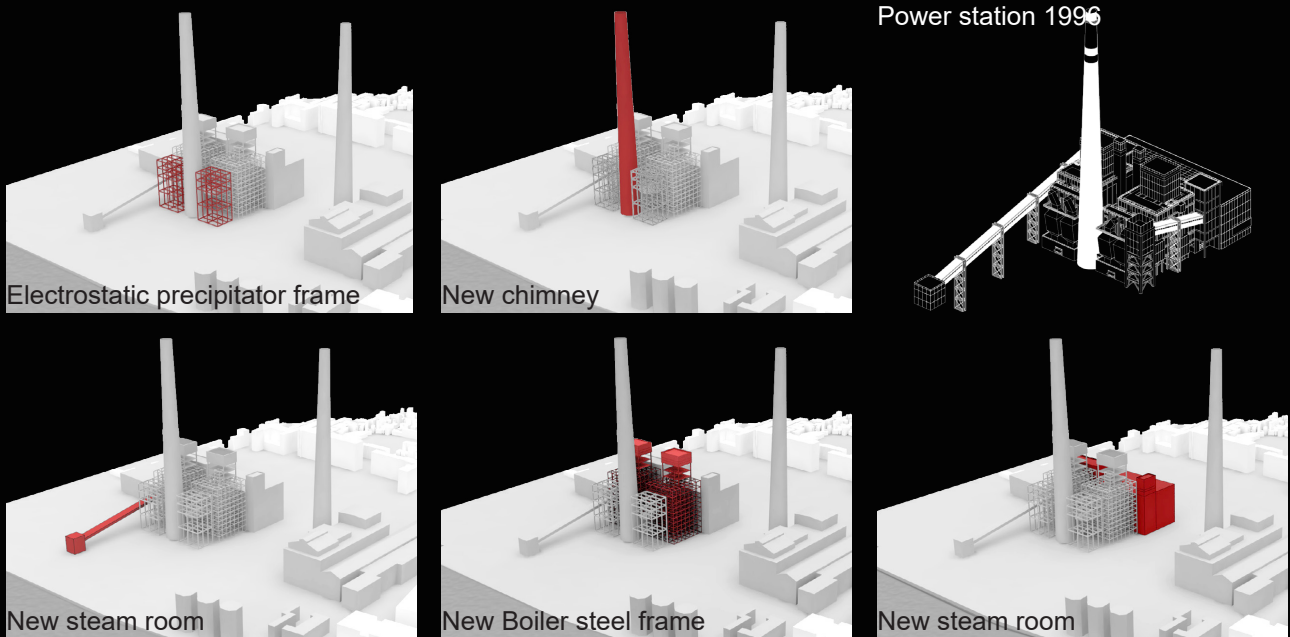 Power station 1996
Electrostatic precipitator frame
New chimney
New steam room
New Boiler steel frame
New steam room